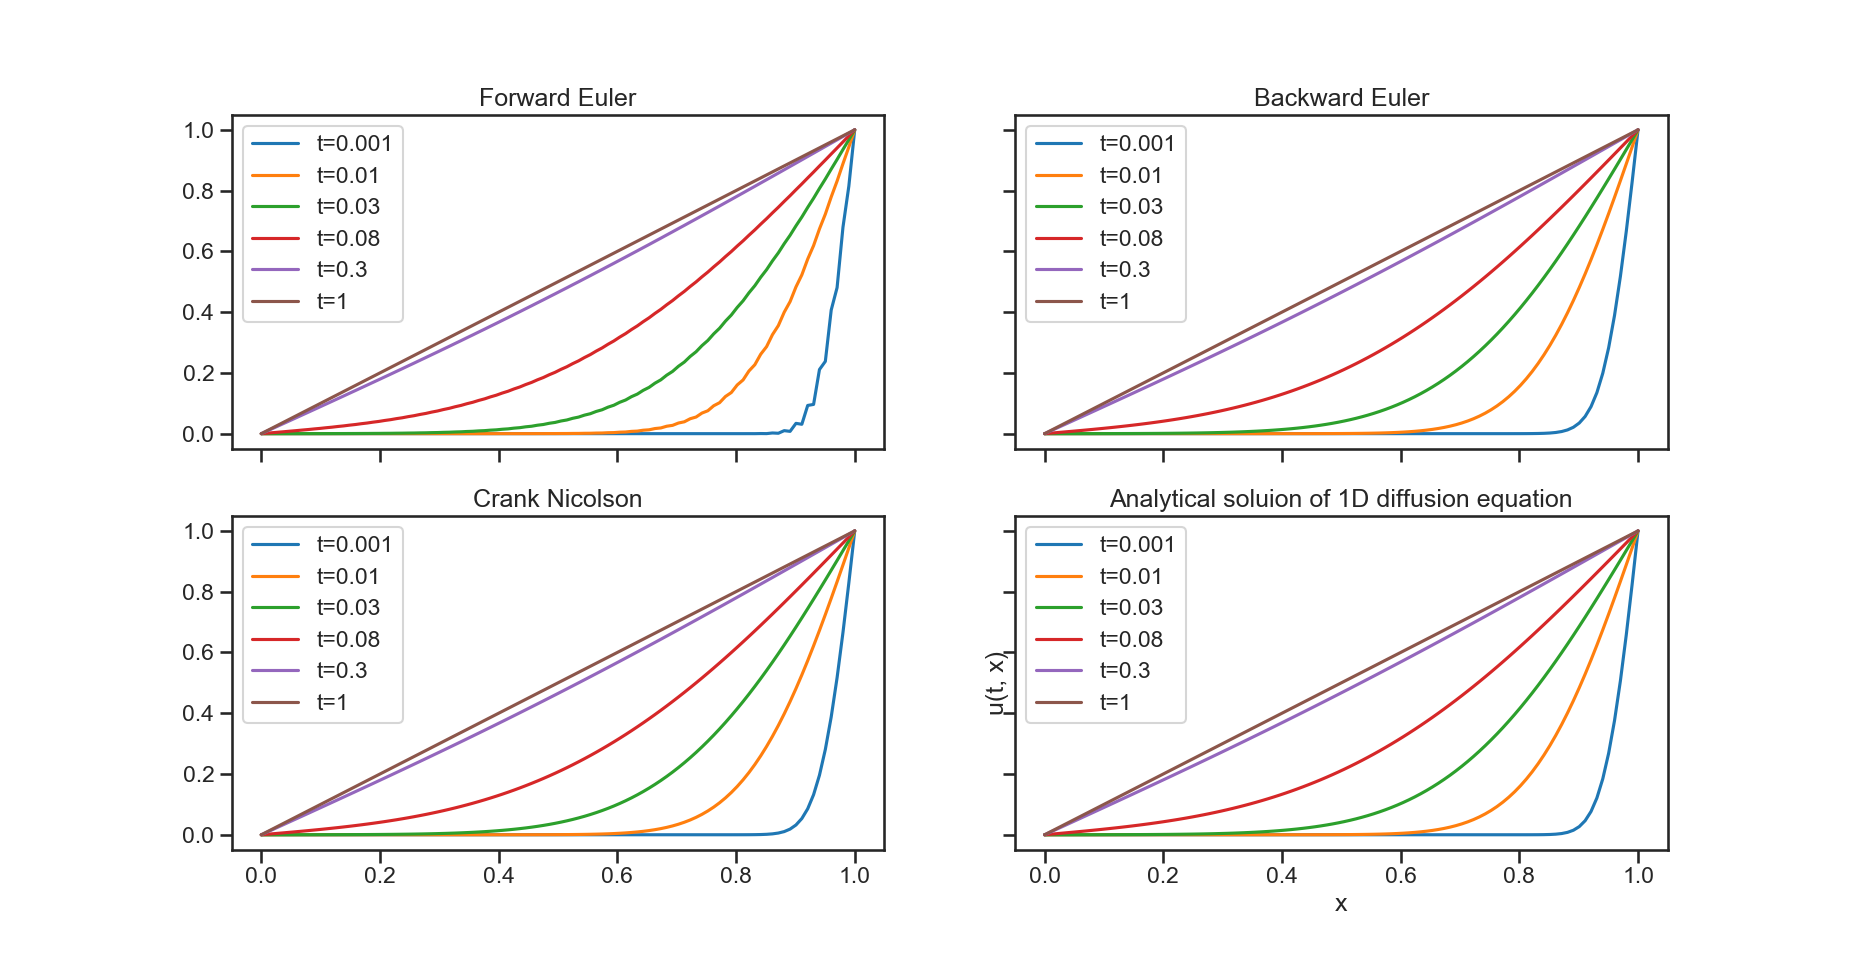 Forward Euler
1.0
0.8
0.6
0.4
0.2
0.0
t=0.001
t=0.01
t=0.03
t=0.08
t=0.3
t=1
Backward Euler
t=0.001
t=0.01
t=0.03
t=0.08
t=0.3
t=1
Crank Nicolson
1.0
0.8
0.6
0.4
0.2
0.0
t=0.001
t=0.01
t=0.03
t=0.08
t=0.3
t=1
0.0 0.2 0.4 0.6 0.8 1.0
Analytical soluion of 1D diffusion equation
u(t, x)
t=0.001
t=0.01
t=0.03
t=0.08
t=0.3
t=1
0.0 0.2 0.4 0.6 0.8 1.0
x